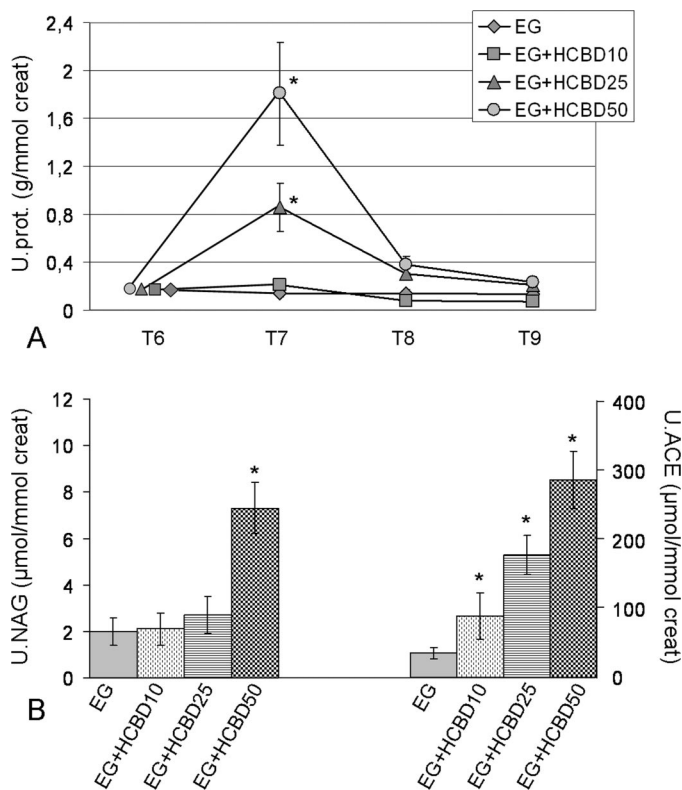 2,4
2
1,6
1,2
0,8
0,4
0
U.prot. (g/mmol creat)
EG
EG+HCBD10
EG+HCBD25
EG+HCBD50
*
*
T6
T7
T8
T9
A
12
10
8
6
4
2
0
U.NAG (µmol/mmol creat)
*
EG
EG+HCBD10
EG+HCBD25
EG+HCBD50
*
*
*
EG
EG+HCBD10
EG+HCBD25
EG+HCBD50
400
300
200
100
0
U.ACE (µmol/mmol creat)
B